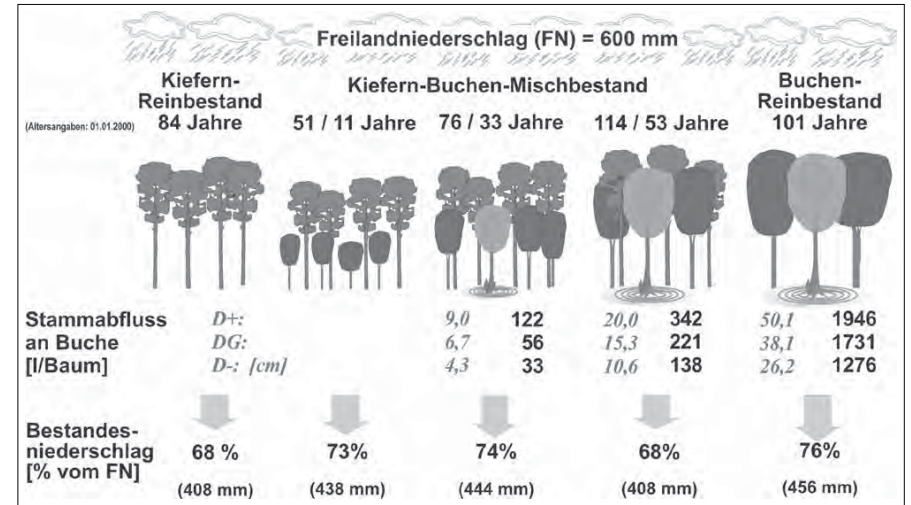 Freilandniederschlag (FN) = 600 mm
Kiefern-
Reinbestand
84 Jahre
Kiefern-Buchen-Mischbestand
Buchen-
Reinbestand
101 Jahre
(Altersangaben: 01.01.2000)
51 / 11 Jahre 76 / 33 Jahre 114 / 53 Jahre
Stammabfluss D+: 9,0 122 20,0 342 50,1 1946
an Buche DG: 6,7 56 15,3 221 38,1 1731
[l/Baum] D-: [cm] 4,3 33 10,6 138 26,2 1276
Bestandes-
niederschlag 68 % 73% 74% 68% 76%
[% vom FN]
(408 mm) (438 mm) (444 mm) (408 mm) (456 mm)